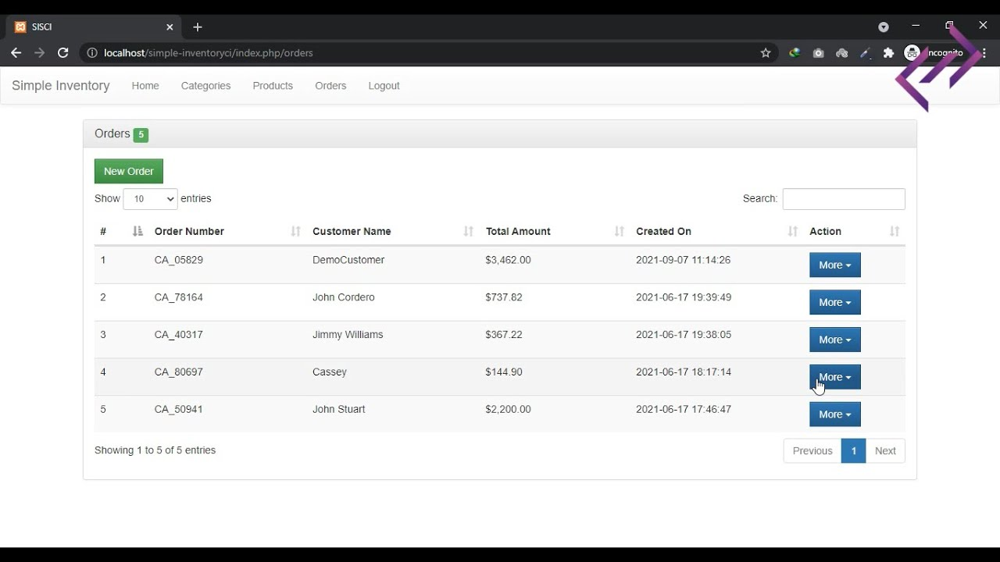 SISCI
localhost/simple-inventoryci/index.php/orders
Incognito
Simple Inventory Home Categories Products Orders Logout
Orders 5
New Order
Show 10 entries Search:
# Order Number Customer Name Total Amount Created On Action
1 CA_05829 DemoCustomer $3,462.00 2021-09-07 11:14:26 More
2 CA_78164 John Cordero $737.82 2021-06-17 19:39:49 More
3 CA_40317 Jimmy Williams $367.22 2021-06-17 19:38:05 More
4 CA_80697 Cassey $144.90 2021-06-17 18:17:14 More
5 CA_50941 John Stuart $2,200.00 2021-06-17 17:46:47 More
Showing 1 to 5 of 5 entries Previous 1 Next